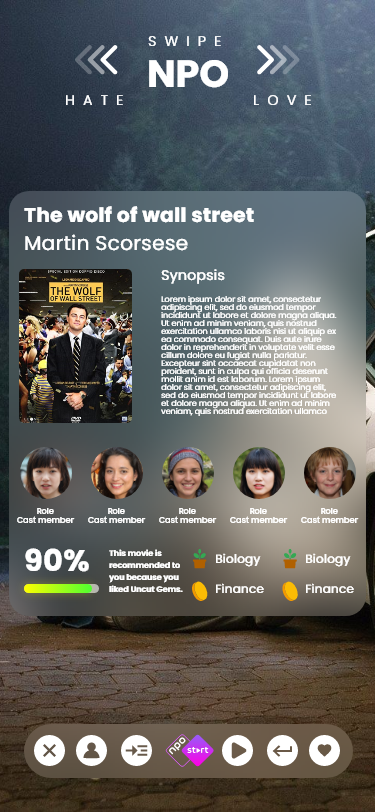 SWIPE
NPO
HATE
LOVE
The wolf of wall street
Martin Scorsese
SPECIAL EDITION DOPPIO DISCO
THE WOLF
OF WALL STREET
Synopsis
Lorem ipsum dolor sit amet, consectetur
adipiscing elit, sed do eiusmod tempor
incididunt ut labore et dolore magna aliqua.
Ut enim ad minim veniam, quis nostrud
exercitation ullamco laboris nisi ut aliquip ex
ea commodo consequat. Duis aute irure
dolor in reprehenderit in voluptate velit esse
cillum dolore eu fugiat nulla pariatur.
Excepteur sint occaecat cupidatat non
proident, sunt in culpa qui officia deserunt
mollit anim id est laborum. Lorem ipsum
dolor sit amet, consectetur adipiscing elit,
sed do eiusmod tempor incididunt ut labore
et dolore magna aliqua. Ut enim ad minim
veniam, quis nostrud exercitation ullamco
Role
Cast member
Role
Cast member
Role
Cast member
Role
Cast member
Role
Cast member
90%
This movie is
recommended to
you because you
liked Uncut Gems.
Biology
Biology
Finance
Finance
npo
start